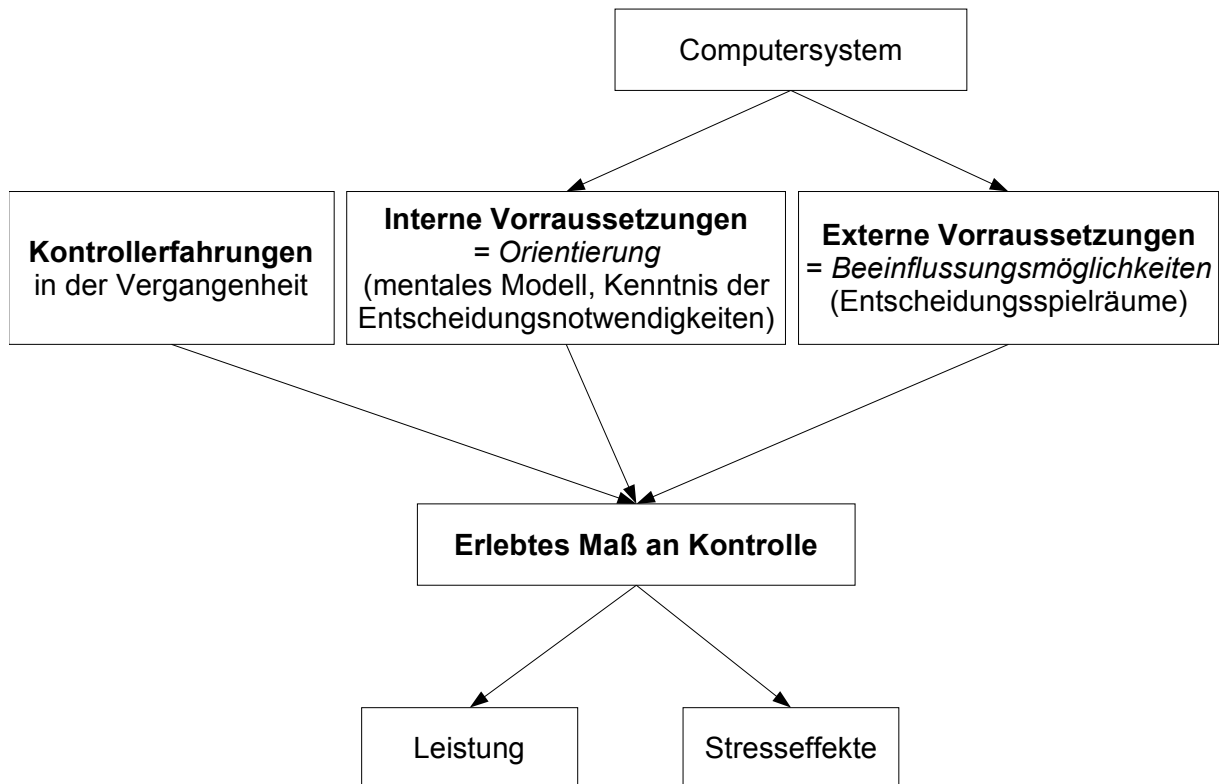 Computersystem
Kontrollerfahrungen
in der Vergangenheit
Interne Vorraussetzungen
= Orientierung
(mentales Modell, Kenntnis der
Entscheidungsnotwendigkeiten)
Externe Vorraussetzungen
= Beeinflussungsmöglichkeiten
(Entscheidungsspielräume)
Erlebtes Maß an Kontrolle
Leistung
Stresseffekte